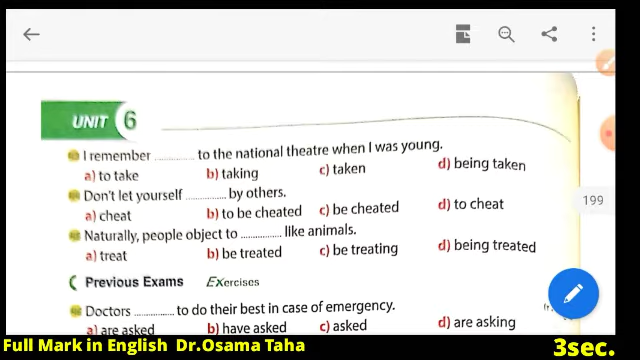 UNIT 6
I remember ............ to the national theatre when I was young.
a) to take b) taking c) taken d) being taken
Don't let yourself ............ by others.
a) cheat b) to be cheated c) be cheated d) to cheat
Naturally, people object to ............ like animals.
a) treat b) be treated c) be treating d) being treated
199
Previous Exams EXercises
Doctors ............ to do their best in case of emergency.
a) are asked b) have asked c) asked d) are asking
Full Mark in English Dr.Osama Taha
3sec.